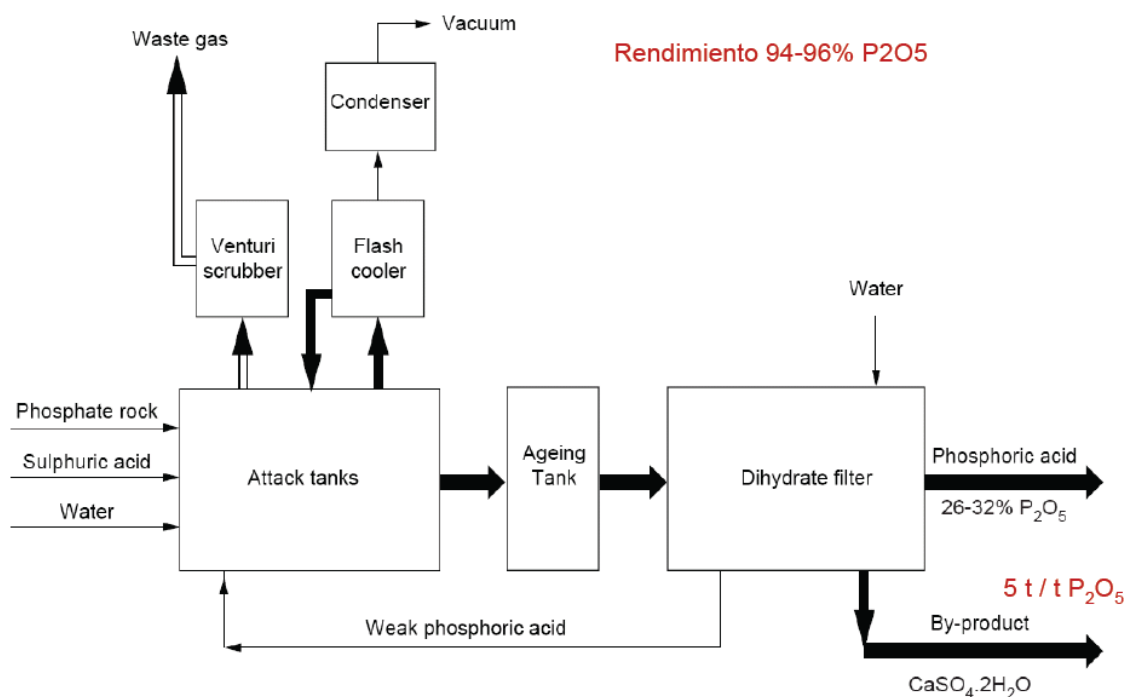 Waste gas
Vacuum
Rendimiento 94-96% P2O5
Condenser
Venturi
scrubber
Flash
cooler
Water
Phosphate rock
Sulphuric acid
Water
Attack tanks
Ageing
Tank
Dihydrate filter
Phosphoric acid
26-32% P₂O₅
5 t / t P₂O₅
Weak phosphoric acid
By-product
CaSO₄.2H₂O